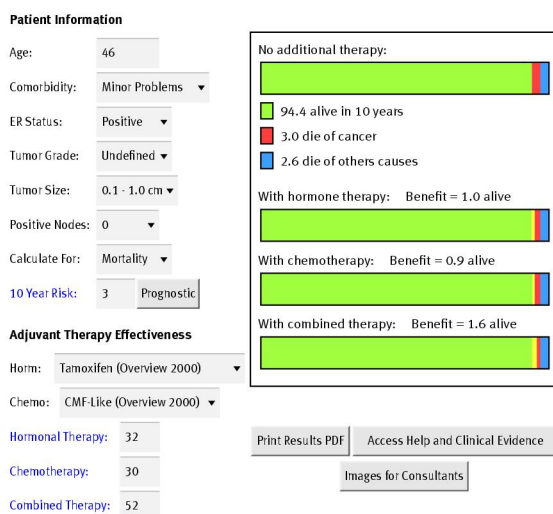 Patient Information
Age: 46
Comorbidity: Minor Problems
ER Status: Positive
Tumor Grade: Undefined
Tumor Size: 0.1 - 1.0 cm
Positive Nodes: 0
Calculate For: Mortality
10 Year Risk: 3 Prognostic
Adjuvant Therapy Effectiveness
Horm: Tamoxifen (Overview 2000)
Chemo: CMF-Like (Overview 2000)
Hormonal Therapy: 32
Chemotherapy: 30
Combined Therapy: 52
No additional therapy:
94.4 alive in 10 years
3.0 die of cancer
2.6 die of others causes
With hormone therapy: Benefit = 1.0 alive
With chemotherapy: Benefit = 0.9 alive
With combined therapy: Benefit = 1.6 alive
Print Results PDF Access Help and Clinical Evidence
Images for Consultants